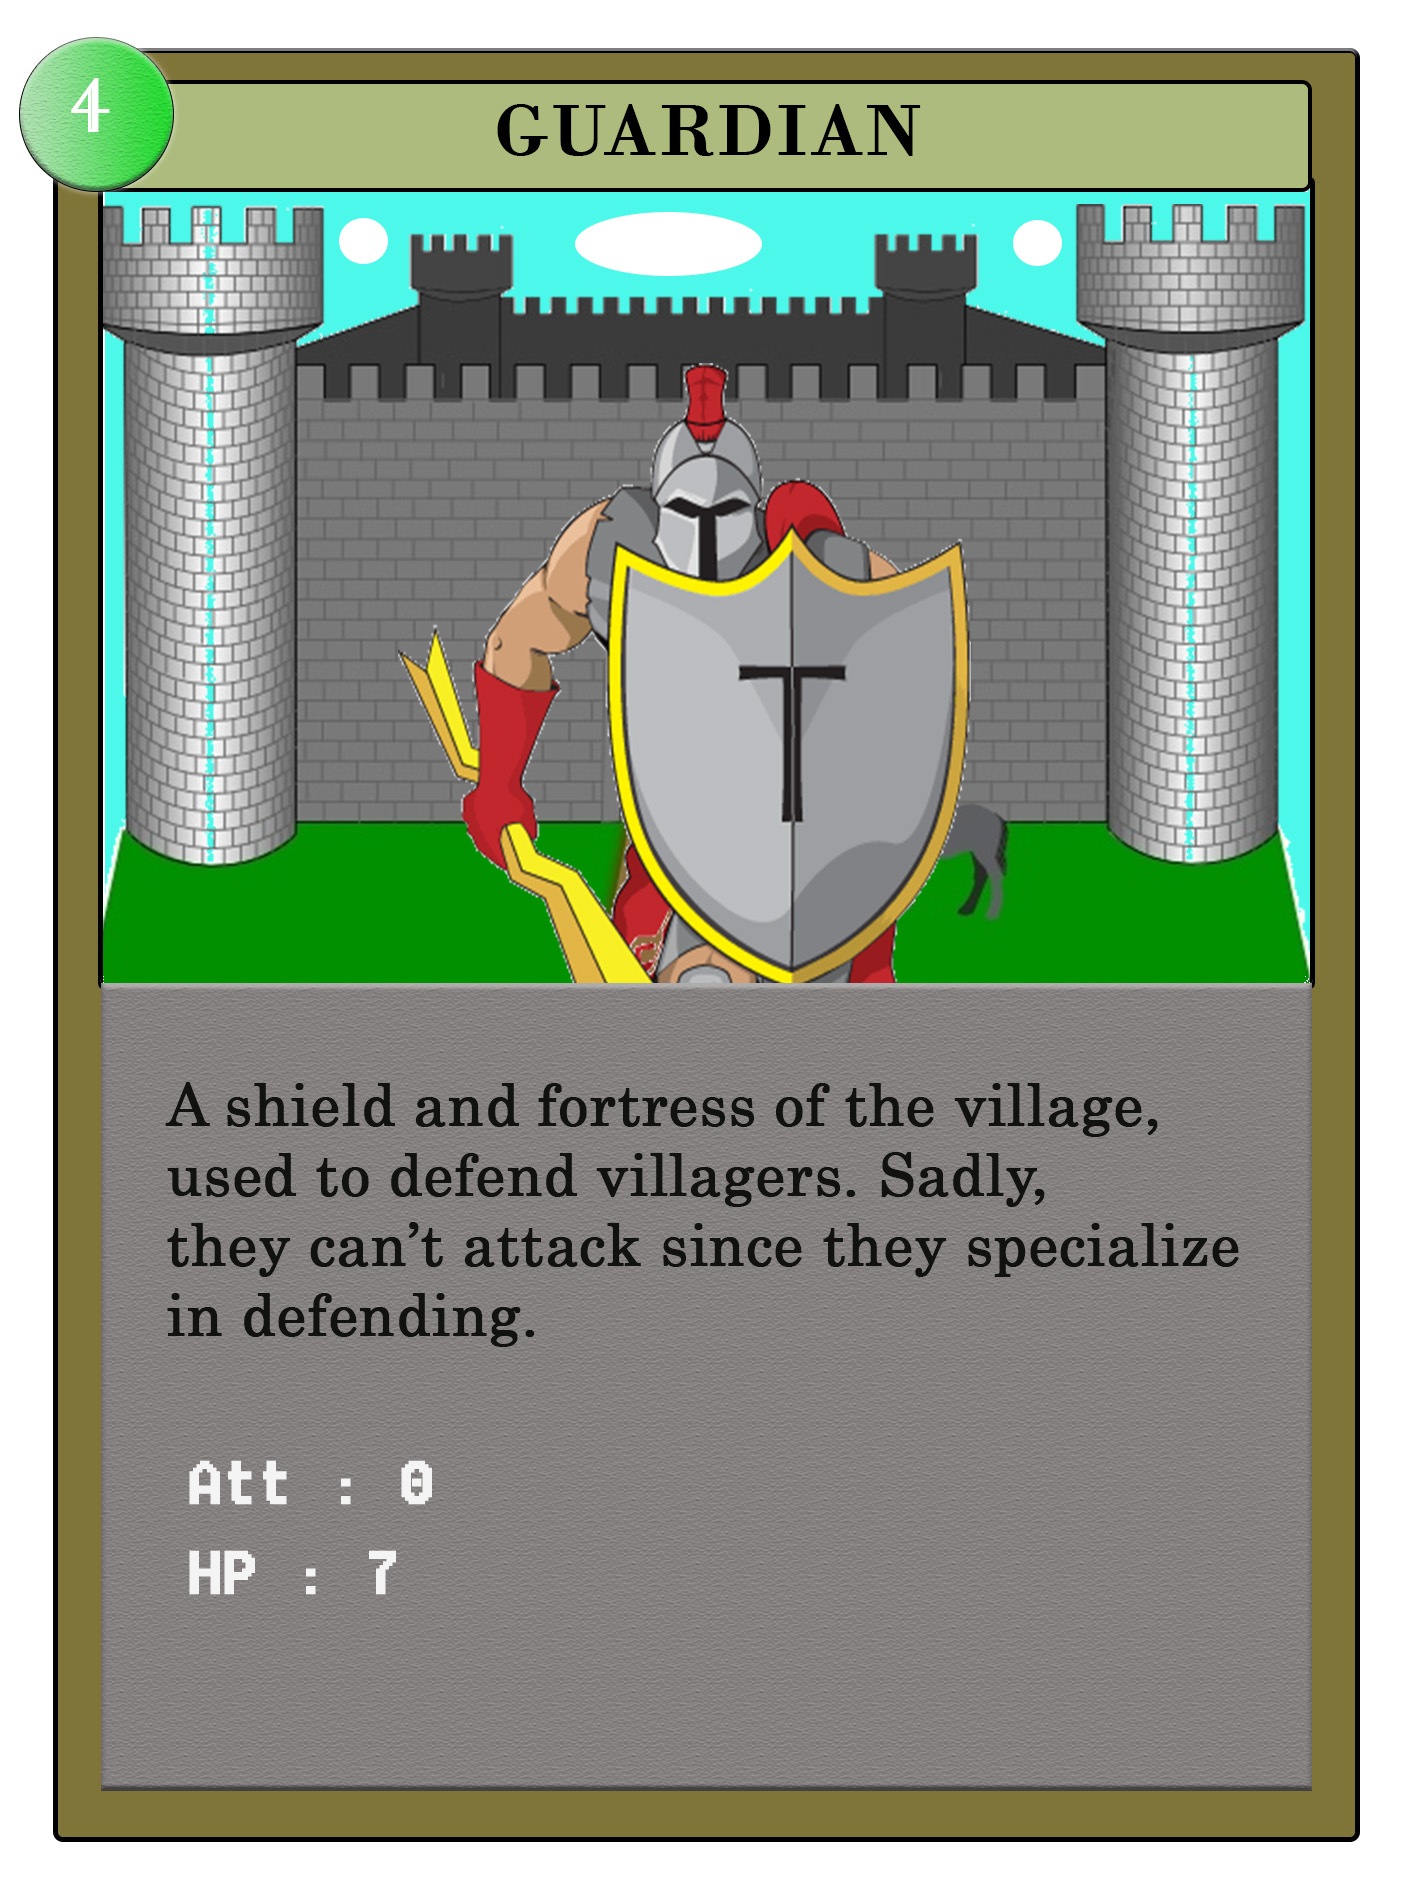 4
GUARDIAN
T
A shield and fortress of the village,
used to defend villagers. Sadly,
they can’t attack since they specialize
in defending.
Att : 0
HP : 7